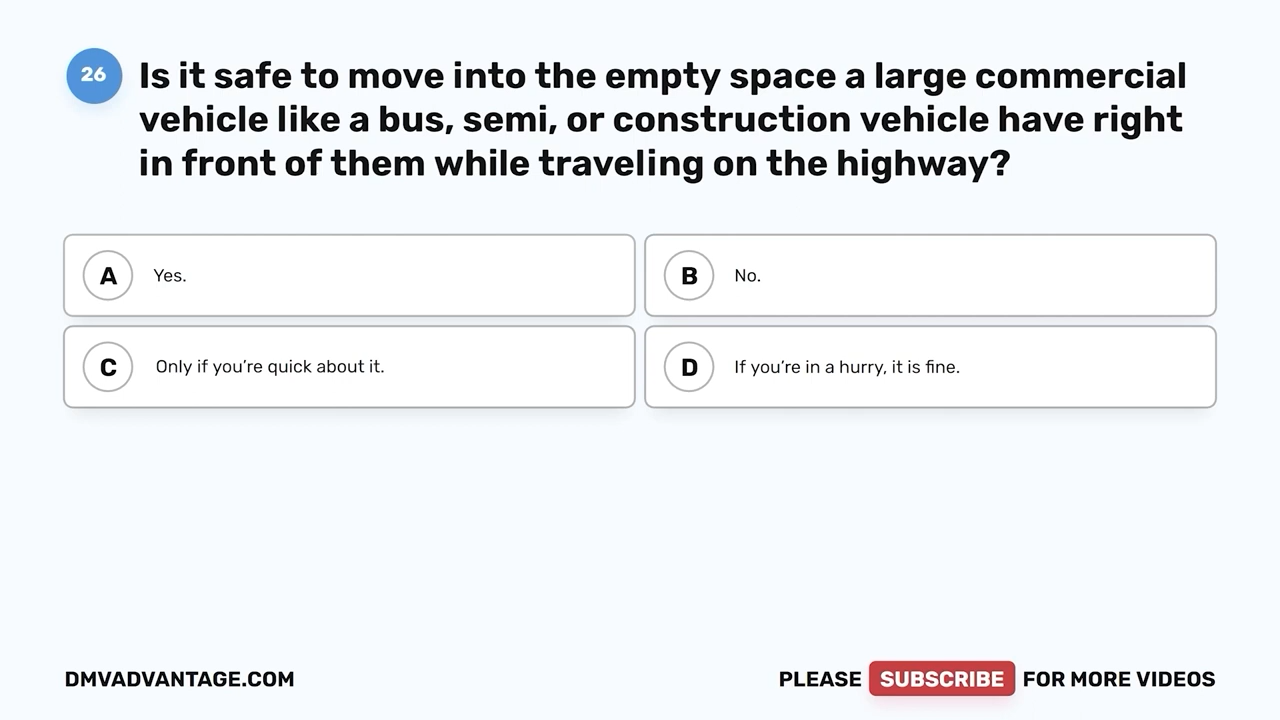 26
Is it safe to move into the empty space a large commercial
vehicle like a bus, semi, or construction vehicle have right
in front of them while traveling on the highway?
A Yes.
B No.
C Only if you’re quick about it.
D If you’re in a hurry, it is fine.
DMVADVANTAGE.COM
PLEASE SUBSCRIBE FOR MORE VIDEOS